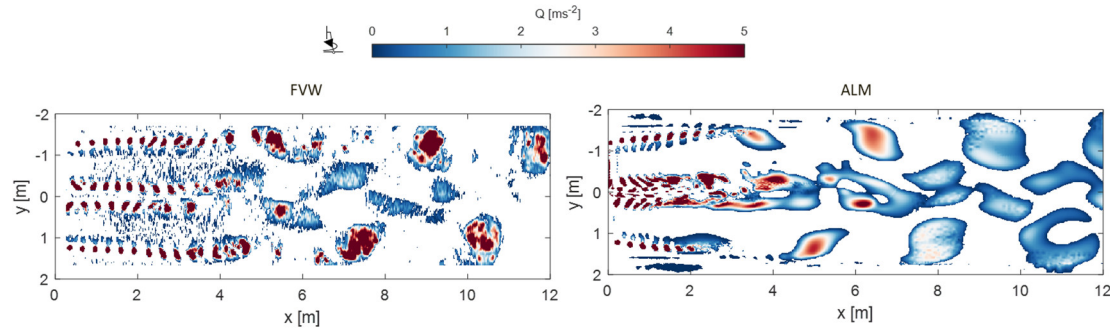 Q [ms-2]
0 1 2 3 4 5
FVW ALM
-2 -2
-1 -1
y [m] 0 y [m] 0
1 1
2 2
0 2 4 6 8 10 12 0 2 4 6 8 10 12
x [m] x [m]